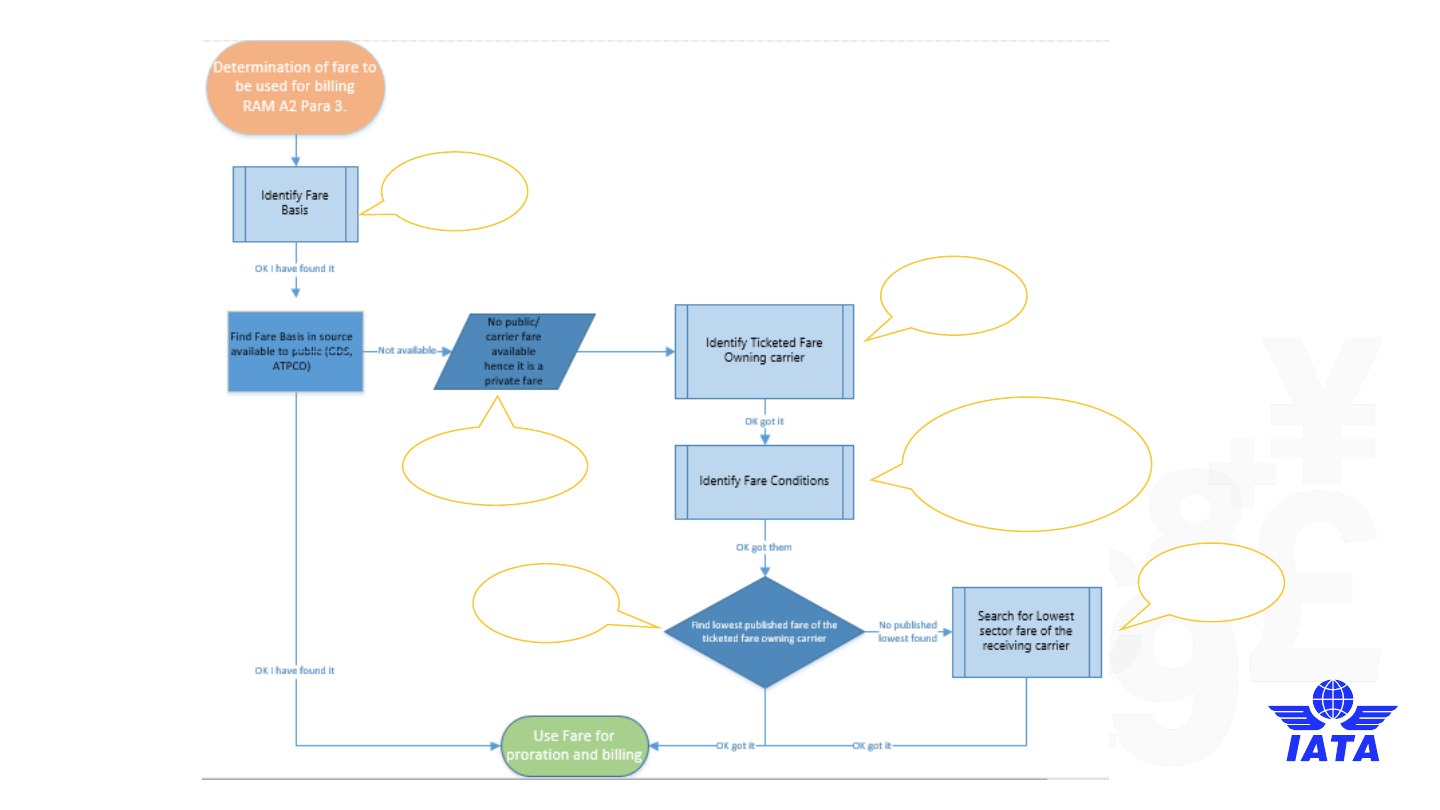 Determination of fare to
be used for billing
RAM A2 Para 3.
Identify Fare
Basis
OK I have found it
Find Fare Basis in source
available to public (GDS,
ATPCO)
Not available
No public/
carrier fare
available
hence it is a
private fare
Identify Ticketed Fare
Owning carrier
OK got it
Identify Fare Conditions
OK got them
Find lowest published fare of the
ticketed fare owning carrier
No published
lowest found
Search for Lowest
sector fare of the
receiving carrier
OK I have found it
Use Fare for
proration and billing
OK got it
OK got it
¥
+
8
£
9
IATA